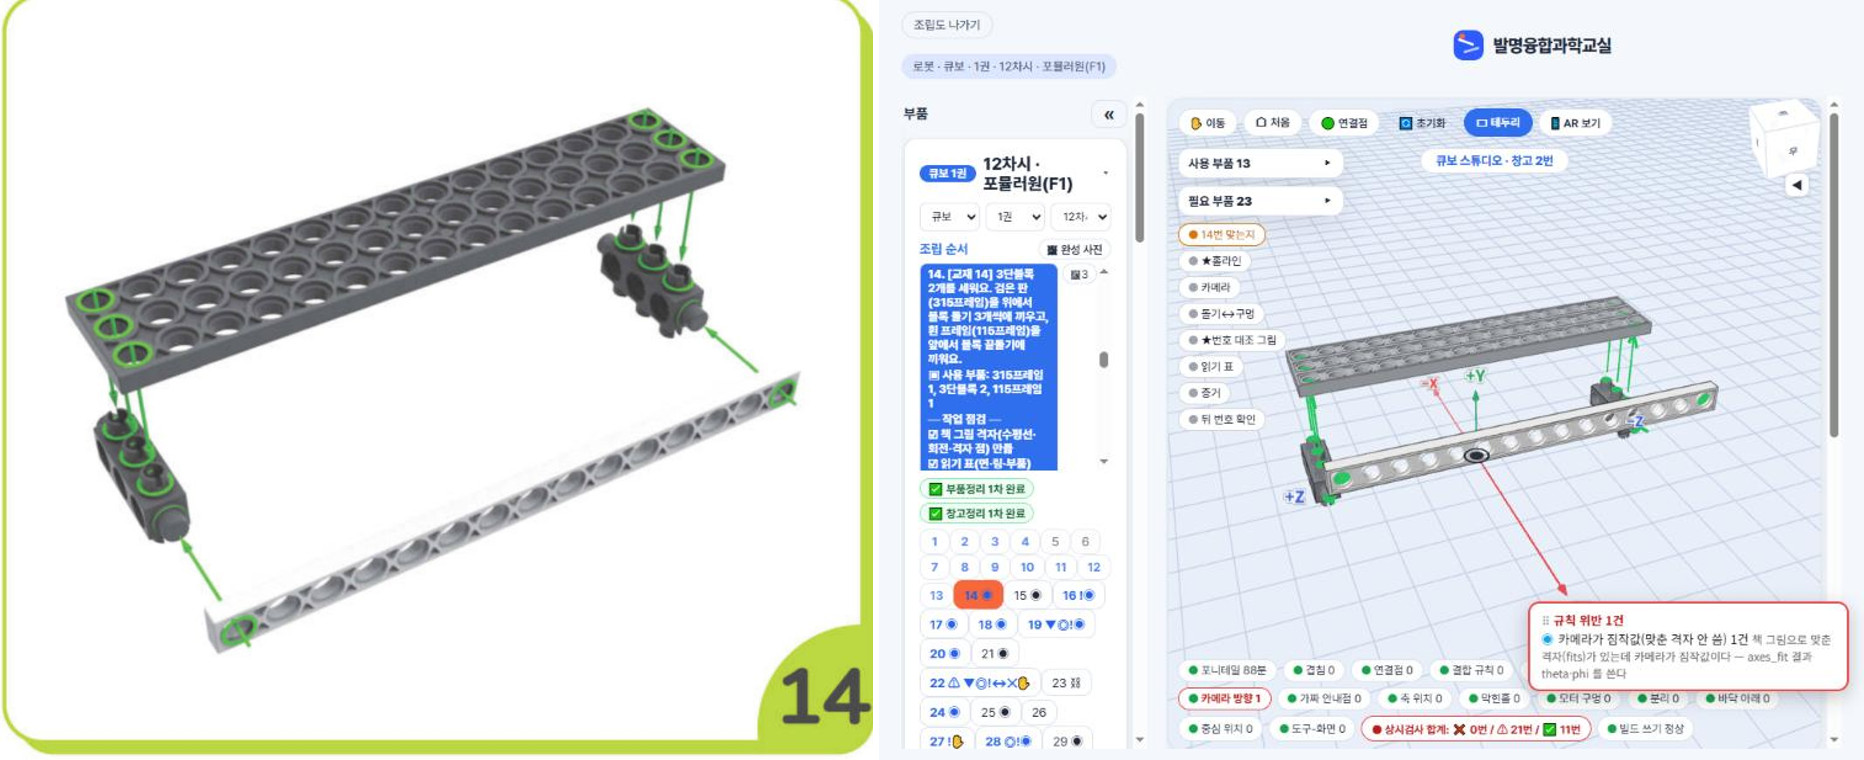 14
조립도 나가기
로봇 · 큐보 · 1권 · 12차시 · 포뮬러원(F1)
발명융합과학교실
부품
«
큐보 1권
12차시 ·
포뮬러원(F1)
큐보
1권
12차
조립 순서
완성 사진
14. [교재 14] 3단블록
2개를 세워요. 검은 판
(315프레임)을 위에서
블록 돌기 3개씩에 끼우고,
흰 프레임(115프레임)을
앞에서 블록 끝돌기에
끼워요.
▣ 사용 부품: 315프레임
1, 3단블록 2, 115프레임
1
— 작업 점검 —
☑ 책 그림 격자(수평선·
회전·격자 점) 만듦
☑ 읽기 표(면·링·부품)
3
✅ 부품정리 1차 완료
✅ 창고정리 1차 완료
1 2 3 4 5 6
7 8 9 10 11 12
13 14 ◉ 15 ◉ 16 !◉
17 ◉ 18 ◉ 19 ▼◎!◉
20 ◉ 21 ◉
22 ⚠▼◎!↔✕✋ 23 ⛓
24 ◉ 25 ◉ 26
27 !✋ 28 ◎!◉ 29 ◉
이동
처음
연결점
초기화
테두리
AR 보기
우
사용 부품 13
큐보 스튜디오 · 창고 2번
필요 부품 23
14번 맞는지
★홀라인
카메라
돌기↔구멍
★번호 대조 그림
읽기 표
증거
뒤 번호 확인
-X
+Y
-Z
+Z
규칙 위반 1건
카메라가 짐작값(맞춘 격자 안 씀) 1건 책 그림으로 맞춘
격자(fits)가 있는데 카메라가 짐작값이다 — axes_fit 결과
theta·phi 를 쓴다
포니테일 88분
겹침 0
연결점 0
결합 규칙 0
카메라 방향 1
가짜 안내점 0
축 위치 0
막힌홀 0
모터 구멍 0
분리 0
바닥 아래 0
중심 위치 0
도구-화면 0
상시검사 합계: ✖ 0번 / ⚠ 21번 / ✅ 11번
빌드 쓰기 정상